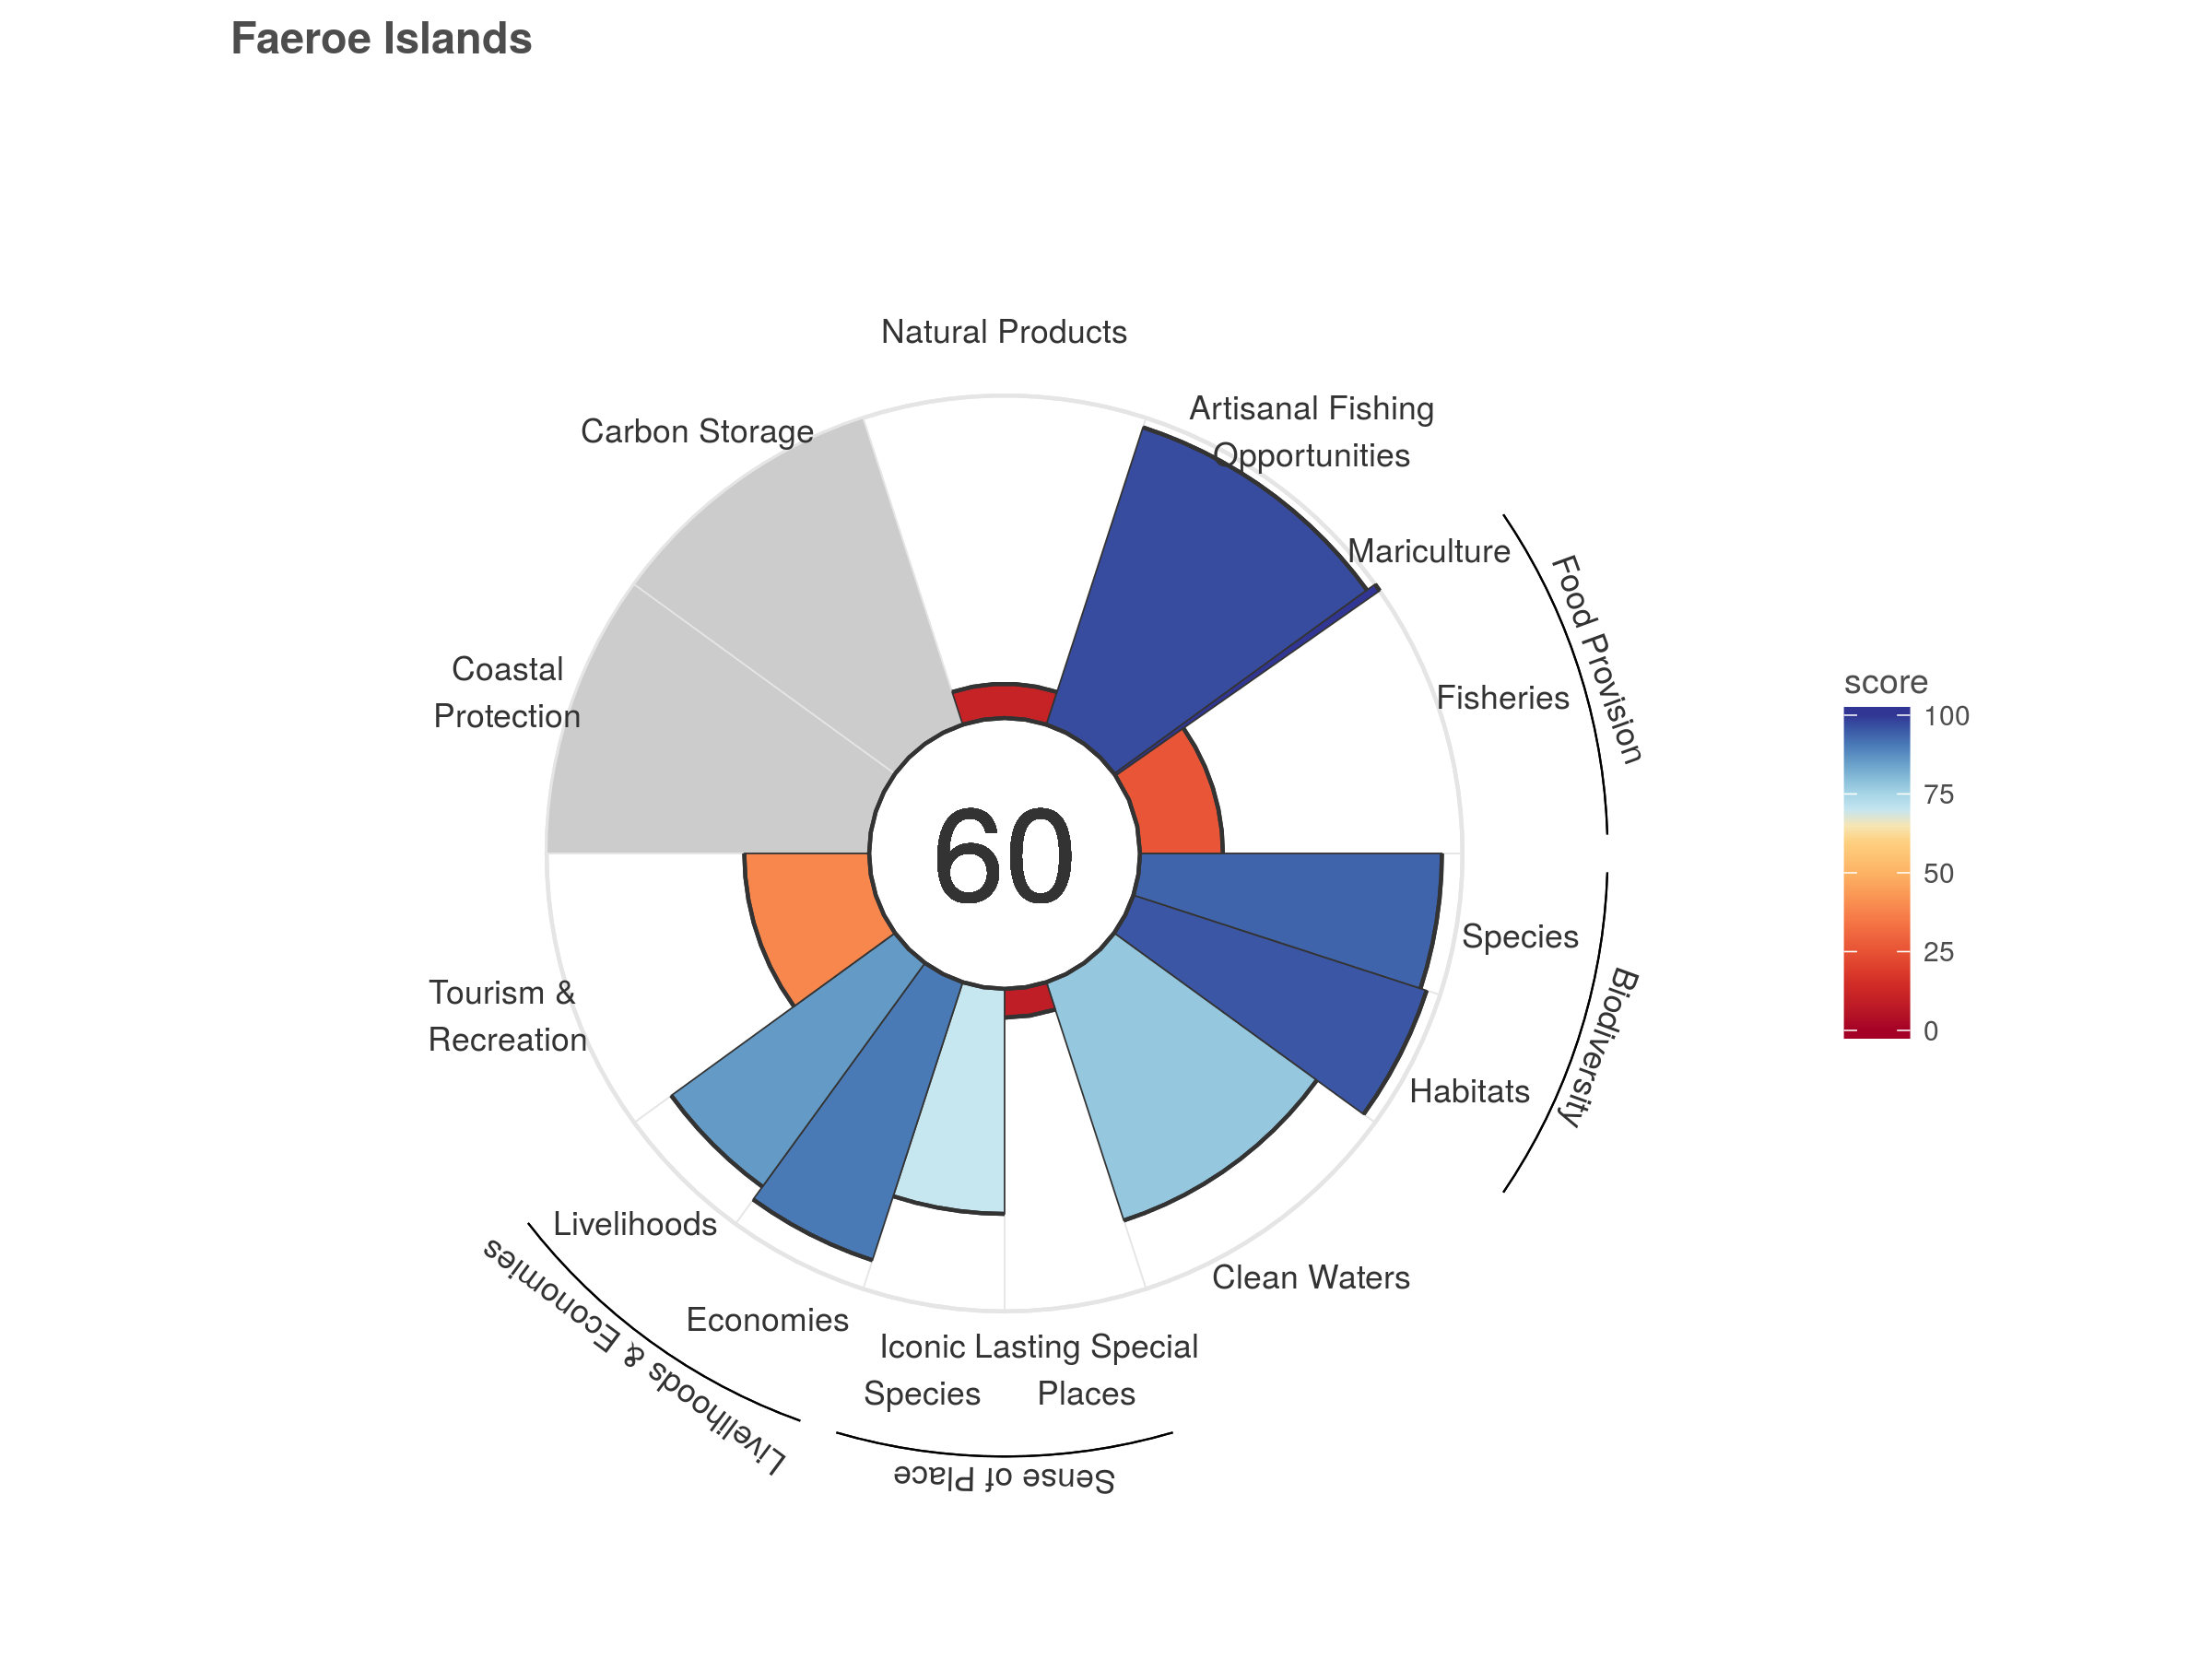 Faeroe Islands
Natural Products
Artisanal Fishing
Opportunities
Carbon Storage
Mariculture
Food Provision
Fisheries
Coastal
Protection
score
100
75
50
25
0
60
Species
Biodiversity
Habitats
Tourism &
Recreation
Livelihoods
Clean Waters
Livelihoods & Economies
Economies
Iconic
Species
Lasting Special
Places
Sense of Place